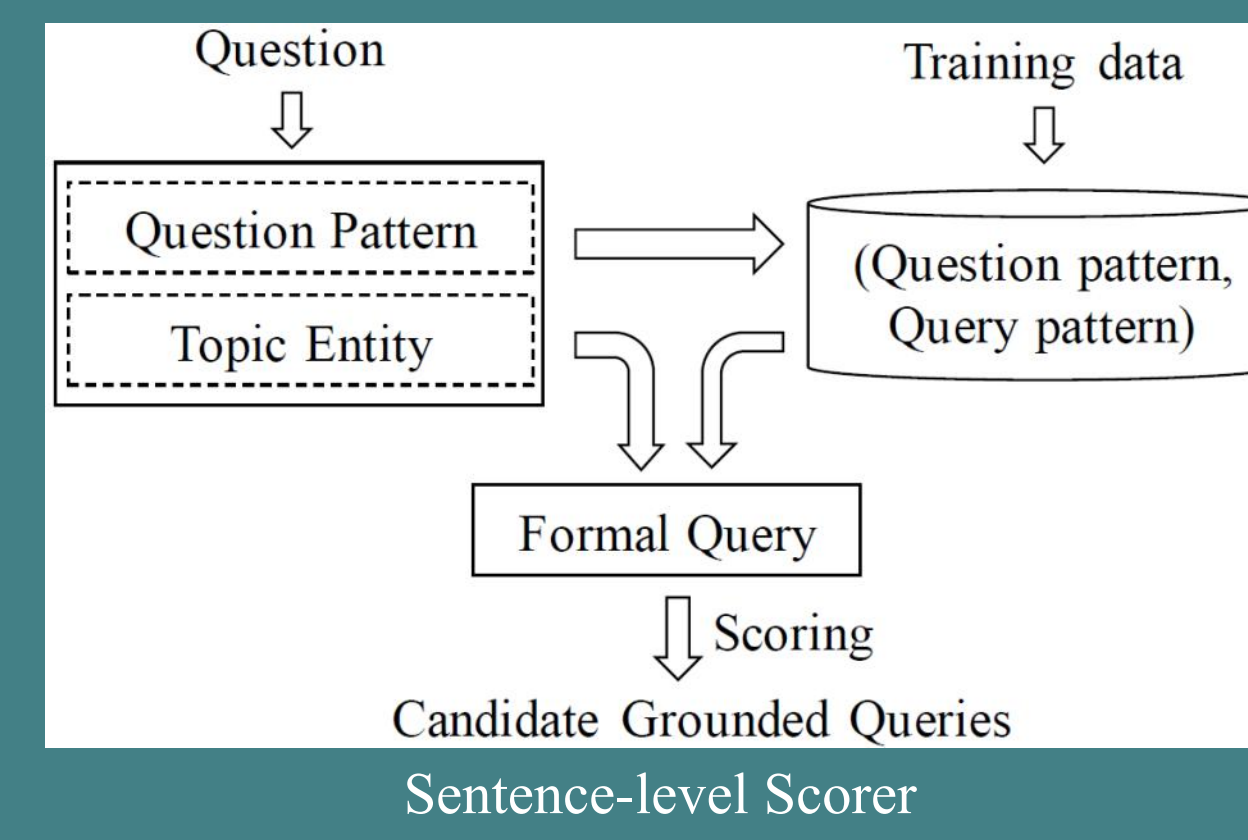 Question
Training data
Question Pattern
Topic Entity
(Question pattern,
Query pattern)
Formal Query
Scoring
Candidate Grounded Queries
Sentence-level Scorer